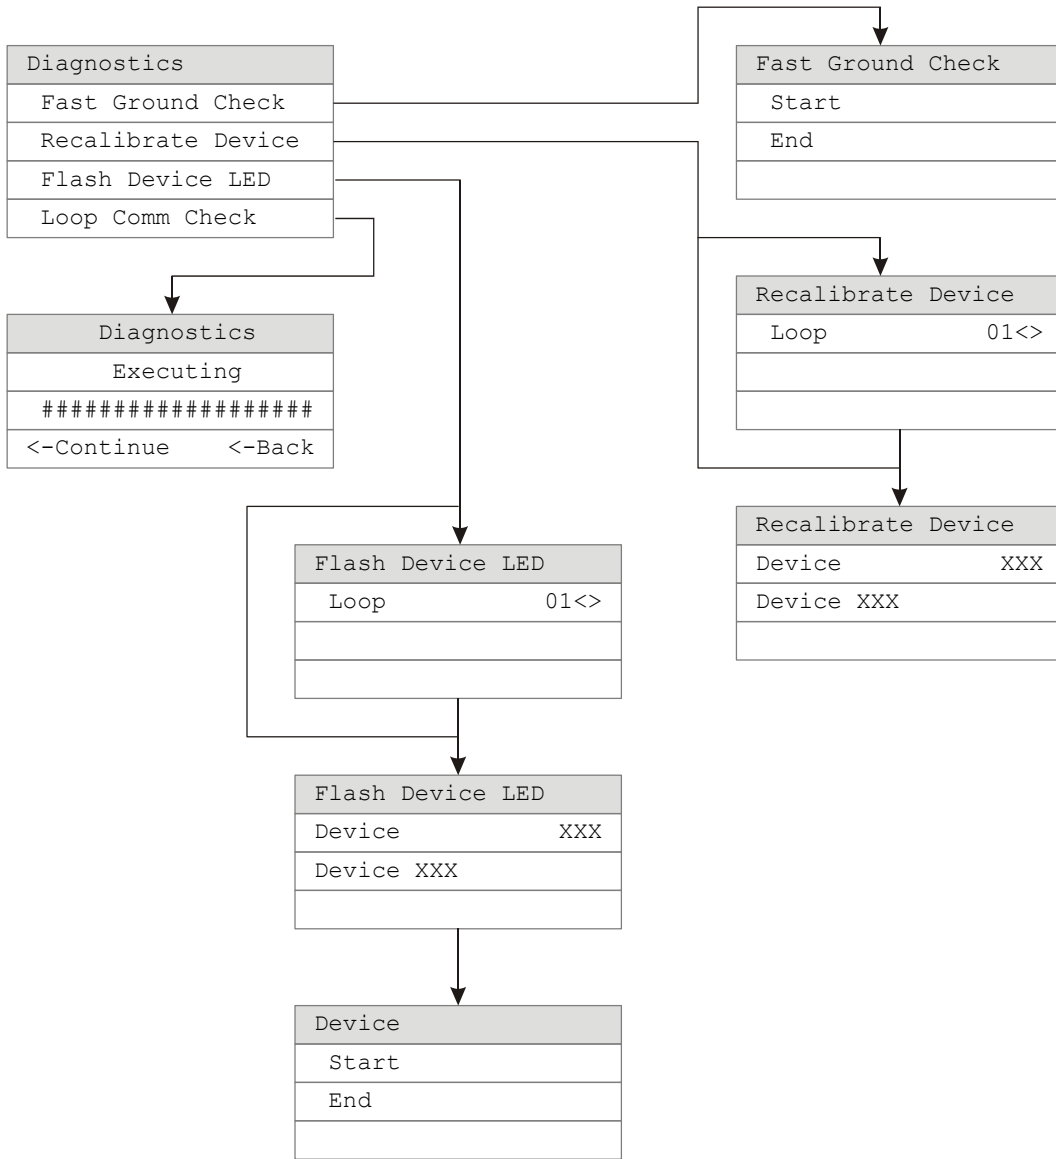 Diagnostics
Fast Ground Check
Recalibrate Device
Flash Device LED
Loop Comm Check
Diagnostics
Executing
###################
<-Continue <-Back
Fast Ground Check
Start
End
Recalibrate Device
Loop 01<>
Recalibrate Device
Device XXX
Device XXX
Flash Device LED
Loop 01<>
Flash Device LED
Device XXX
Device XXX
Device
Start
End